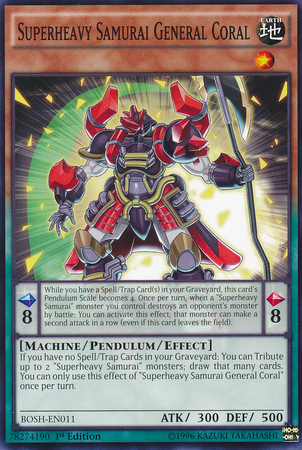 Superheavy Samurai General Coral
EARTH
地
While you have a Spell/Trap Card(s) in your Graveyard, this card's
Pendulum Scale becomes 4. Once per turn, when a "Superheavy
Samurai" monster you control destroys an opponent's monster
by battle: You can activate this effect; that monster can make a
second attack in a row (even if this card leaves the field).
8
8
[Machine/Pendulum/Effect]
If you have no Spell/Trap Cards in your Graveyard: You can Tribute
up to 2 "Superheavy Samurai" monsters; draw that many cards.
You can only use this effect of "Superheavy Samurai General Coral"
once per turn.
BOSH-EN011
ATK/ 300 DEF/ 500
78274190
1st Edition
©1996 KAZUKI TAKAHASHI